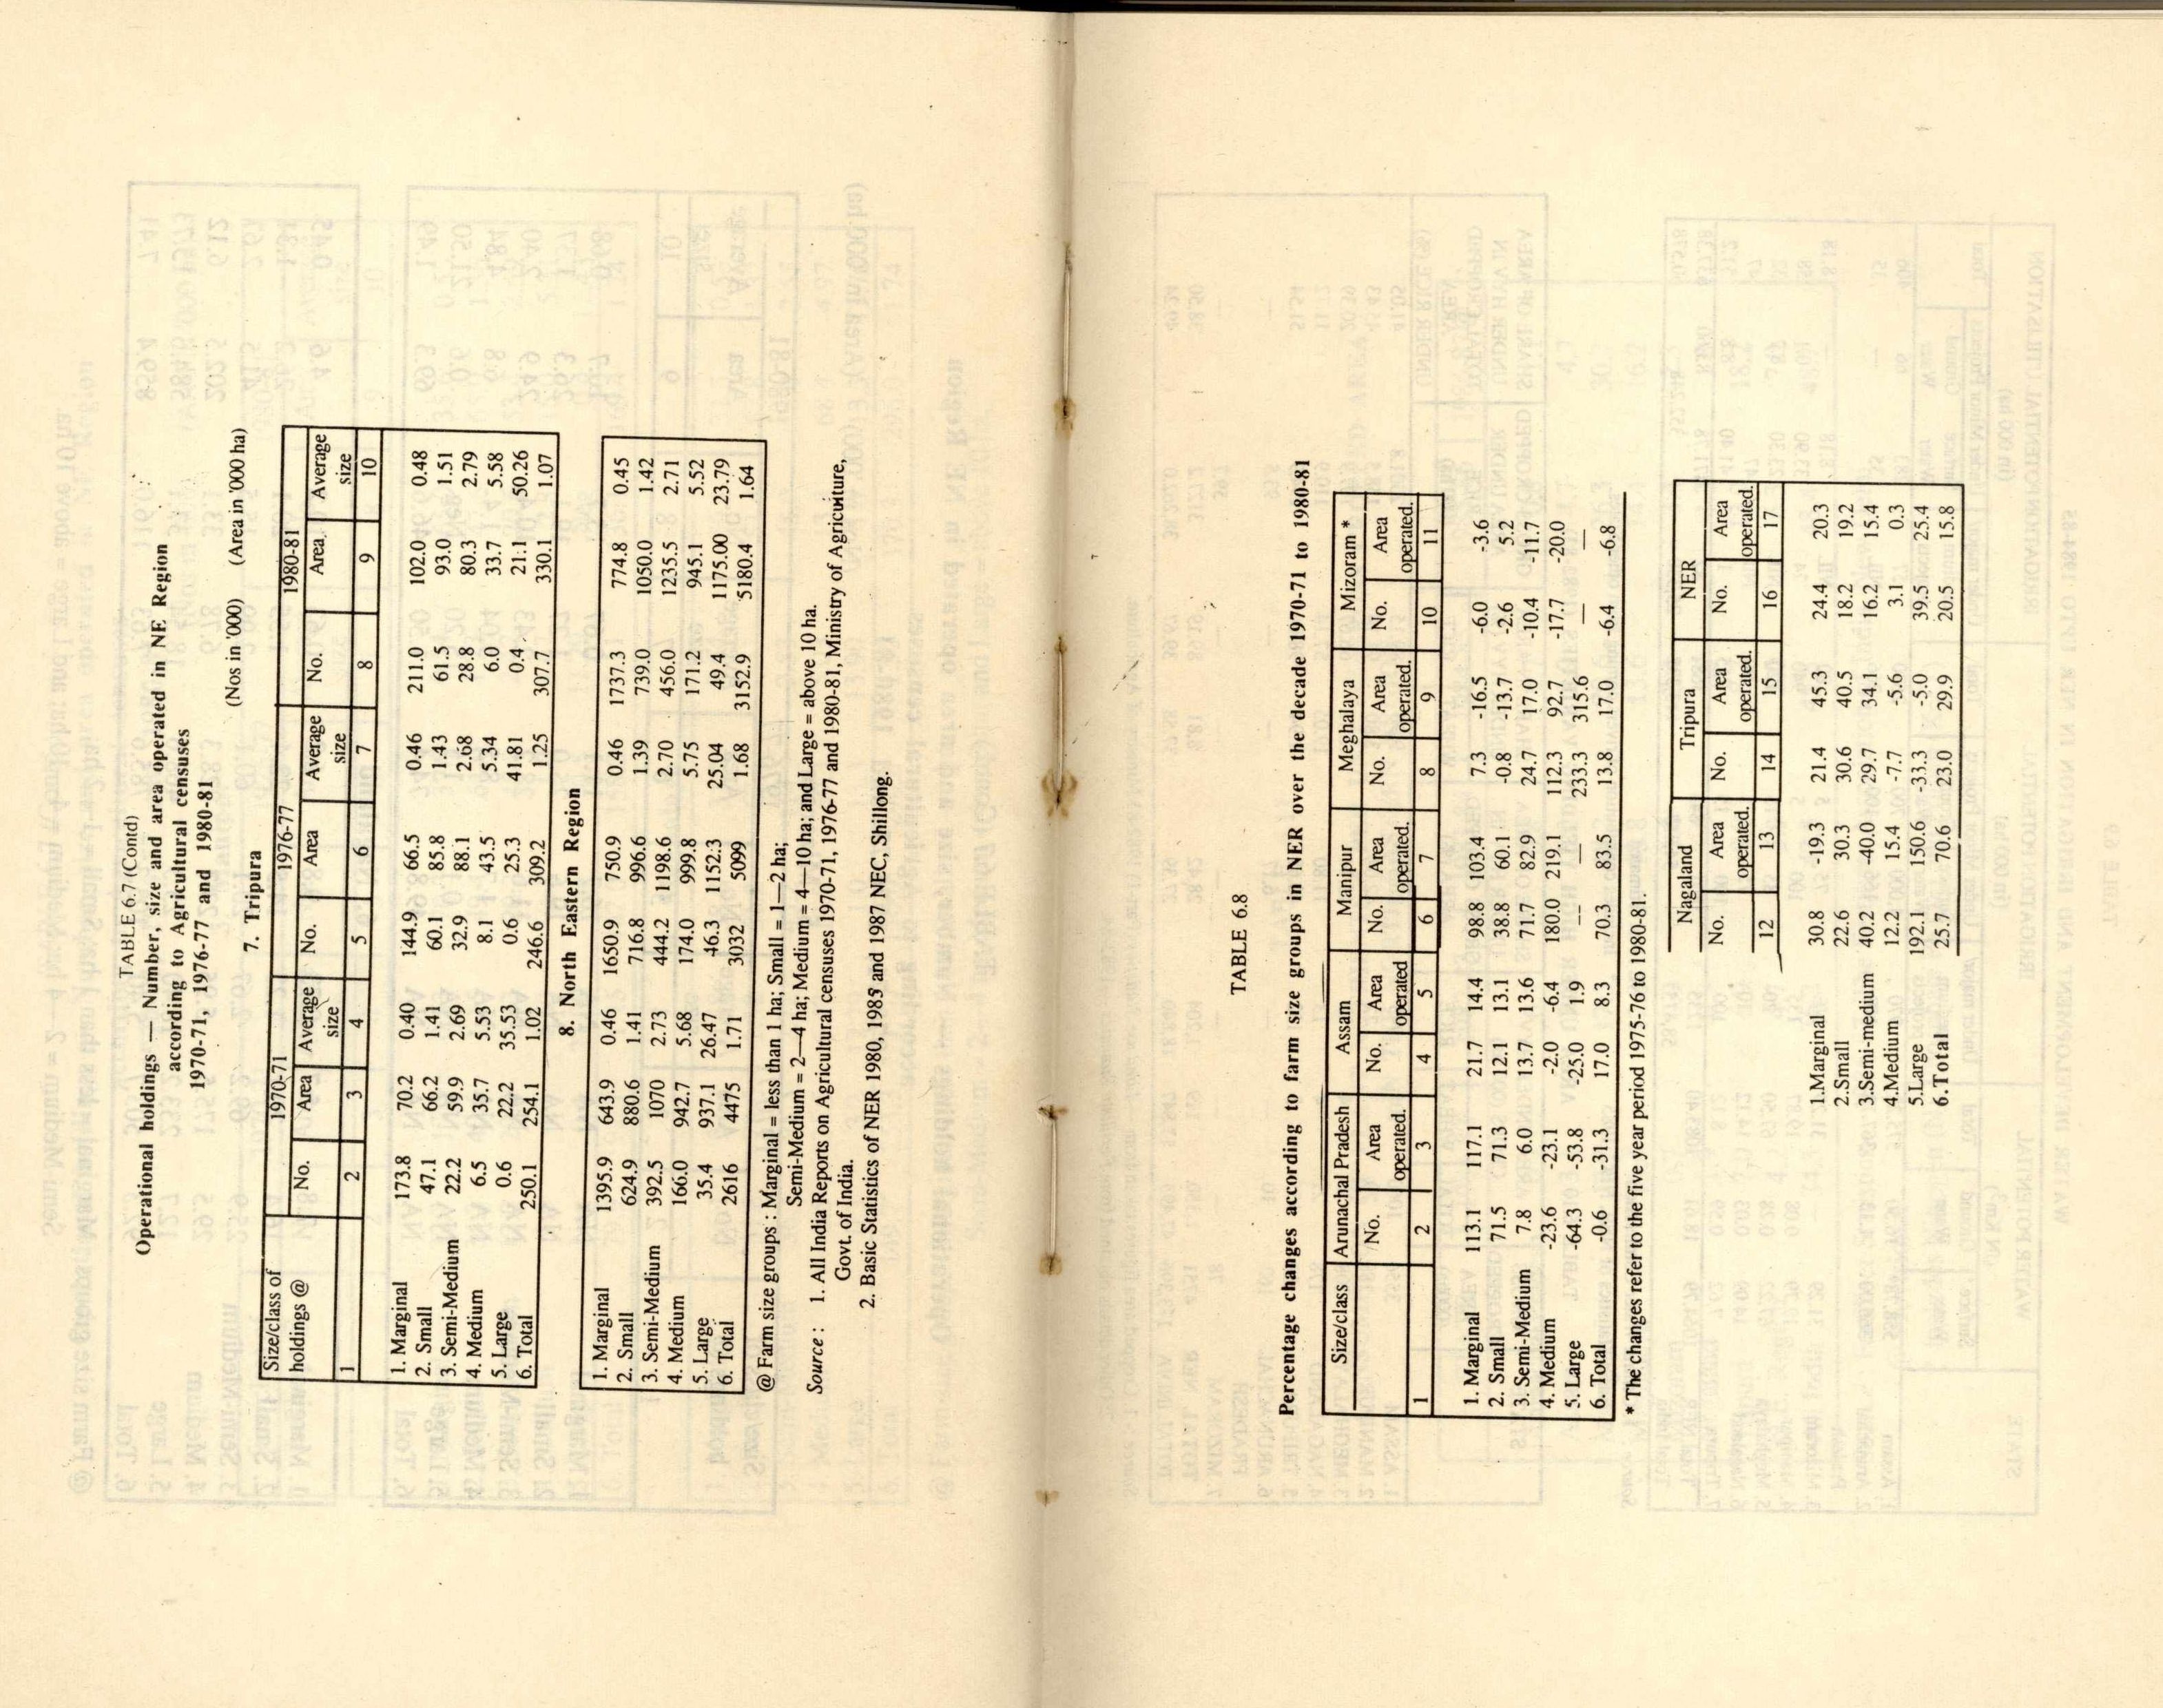 TABLE 6.7 (Contd)
Operational holdings — Number, size and area operated in NE Region
according to Agricultural censuses
1970-71, 1976-77 and 1980-81
(Nos in '000) (Area in '000 ha)
7. Tripura
Size/class of holdings @ 1970-71 1976-77 1980-81
No. Area Average size No. Area Average size No. Area Average size
1 2 3 4 5 6 7 8 9 10
1. Marginal 173.8 70.2 0.40 144.9 66.5 0.46 211.0 102.0 0.48
2. Small 47.1 66.2 1.41 60.1 85.8 1.43 61.5 93.0 1.51
3. Semi-Medium 22.2 59.9 2.69 32.9 88.1 2.68 28.8 80.3 2.79
4. Medium 6.5 35.7 5.53 8.1 43.5 5.34 6.0 33.7 5.58
5. Large 0.6 22.2 35.53 0.6 25.3 41.81 0.4 21.1 50.26
6. Total 250.1 254.1 1.02 246.6 309.2 1.25 307.7 330.1 1.07
8. North Eastern Region
1. Marginal 1395.9 643.9 0.46 1650.9 750.9 0.46 1737.3 774.8 0.45
2. Small 624.9 880.6 1.41 716.8 996.6 1.39 739.0 1050.0 1.42
3. Semi-Medium 392.5 1070 2.73 444.2 1198.6 2.70 456.0 1235.5 2.71
4. Medium 166.0 942.7 5.68 174.0 999.8 5.75 171.2 945.1 5.52
5. Large 35.4 937.1 26.47 46.3 1152.3 25.04 49.4 1175.00 23.79
6. Total 2616 4475 1.71 3032 5099 1.68 3152.9 5180.4 1.64
@ Farm size groups : Marginal = less than 1 ha; Small = 1—2 ha;
Semi-Medium = 2—4 ha; Medium = 4—10 ha; and Large = above 10 ha.
Source : 1. All India Reports on Agricultural censuses 1970-71, 1976-77 and 1980-81, Ministry of Agriculture,
Govt. of India.
2. Basic Statistics of NER 1980, 1985 and 1987 NEC, Shillong.
TABLE 6.8
Percentage changes according to farm size groups in NER over the decade 1970-71 to 1980-81
Size/class Arunachal Pradesh Assam Manipur Meghalaya Mizoram *
No. Area operated. No. Area operated No. Area operated. No. Area operated. No. Area operated.
1 2 3 4 5 6 7 8 9 10 11
1. Marginal 113.1 117.1 21.7 14.4 98.8 103.4 7.3 -16.5 -6.0 -3.6
2. Small 71.5 71.3 12.1 13.1 38.8 60.1 -0.8 -13.7 -2.6 5.2
3. Semi-Medium 7.8 6.0 13.7 13.6 71.7 82.9 24.7 17.0 -10.4 -11.7
4. Medium -23.6 -23.1 -2.0 -6.4 180.0 219.1 112.3 92.7 -17.7 -20.0
5. Large -64.3 -53.8 -25.0 1.9 -- — 233.3 315.6 — —
6. Total -0.6 -31.3 17.0 8.3 70.3 83.5 13.8 17.0 -6.4 -6.8
* The changes refer to the five year period 1975-76 to 1980-81.
Nagaland Tripura NER
No. Area operated. No. Area operated. No. Area operated.
12 13 14 15 16 17
1.Marginal 30.8 -19.3 21.4 45.3 24.4 20.3
2.Small 22.6 30.3 30.6 40.5 18.2 19.2
3.Semi-medium 40.2 -40.0 29.7 34.1 16.2 15.4
4.Medium 12.2 15.4 -7.7 -5.6 3.1 0.3
5.Large 192.1 150.6 -33.3 -5.0 39.5 25.4
6.Total 25.7 70.6 23.0 29.9 20.5 15.8